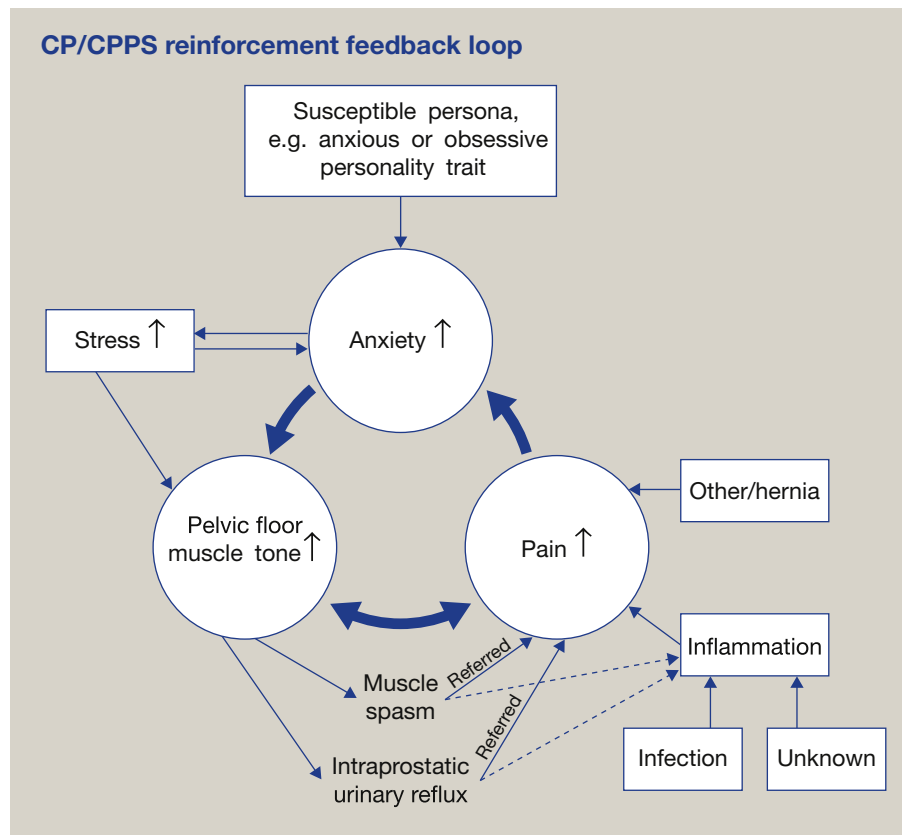 CP/CPPS reinforcement feedback loop
Susceptible persona,
e.g. anxious or obsessive
personality trait
Stress ↑
Anxiety ↑
Pelvic floor
muscle tone ↑
Pain ↑
Other/hernia
Inflammation
Muscle
spasm
Referred
Referred
Intraprostatic
urinary reflux
Infection
Unknown